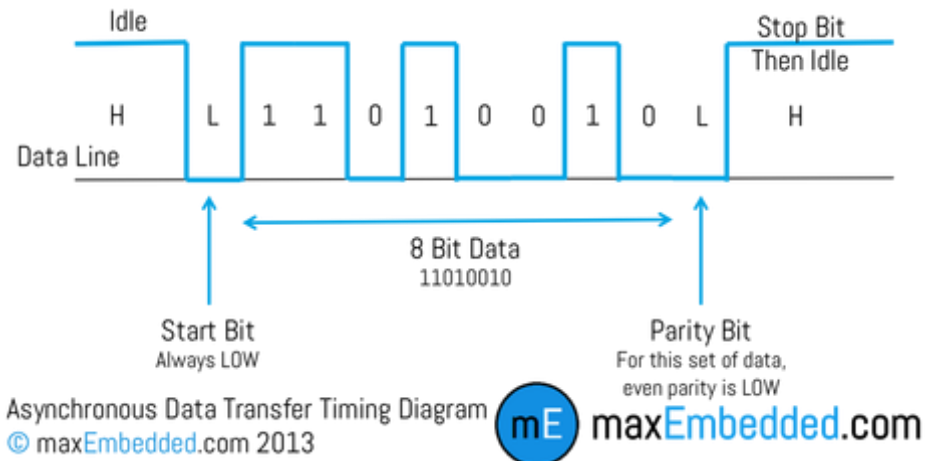 Idle
Stop Bit
Then Idle
H L 1 1 0 1 0 0 1 0 L H
Data Line
8 Bit Data
11010010
Start Bit
Always LOW
Parity Bit
For this set of data,
even parity is LOW
Asynchronous Data Transfer Timing Diagram
© maxEmbedded.com 2013
mE maxEmbedded.com